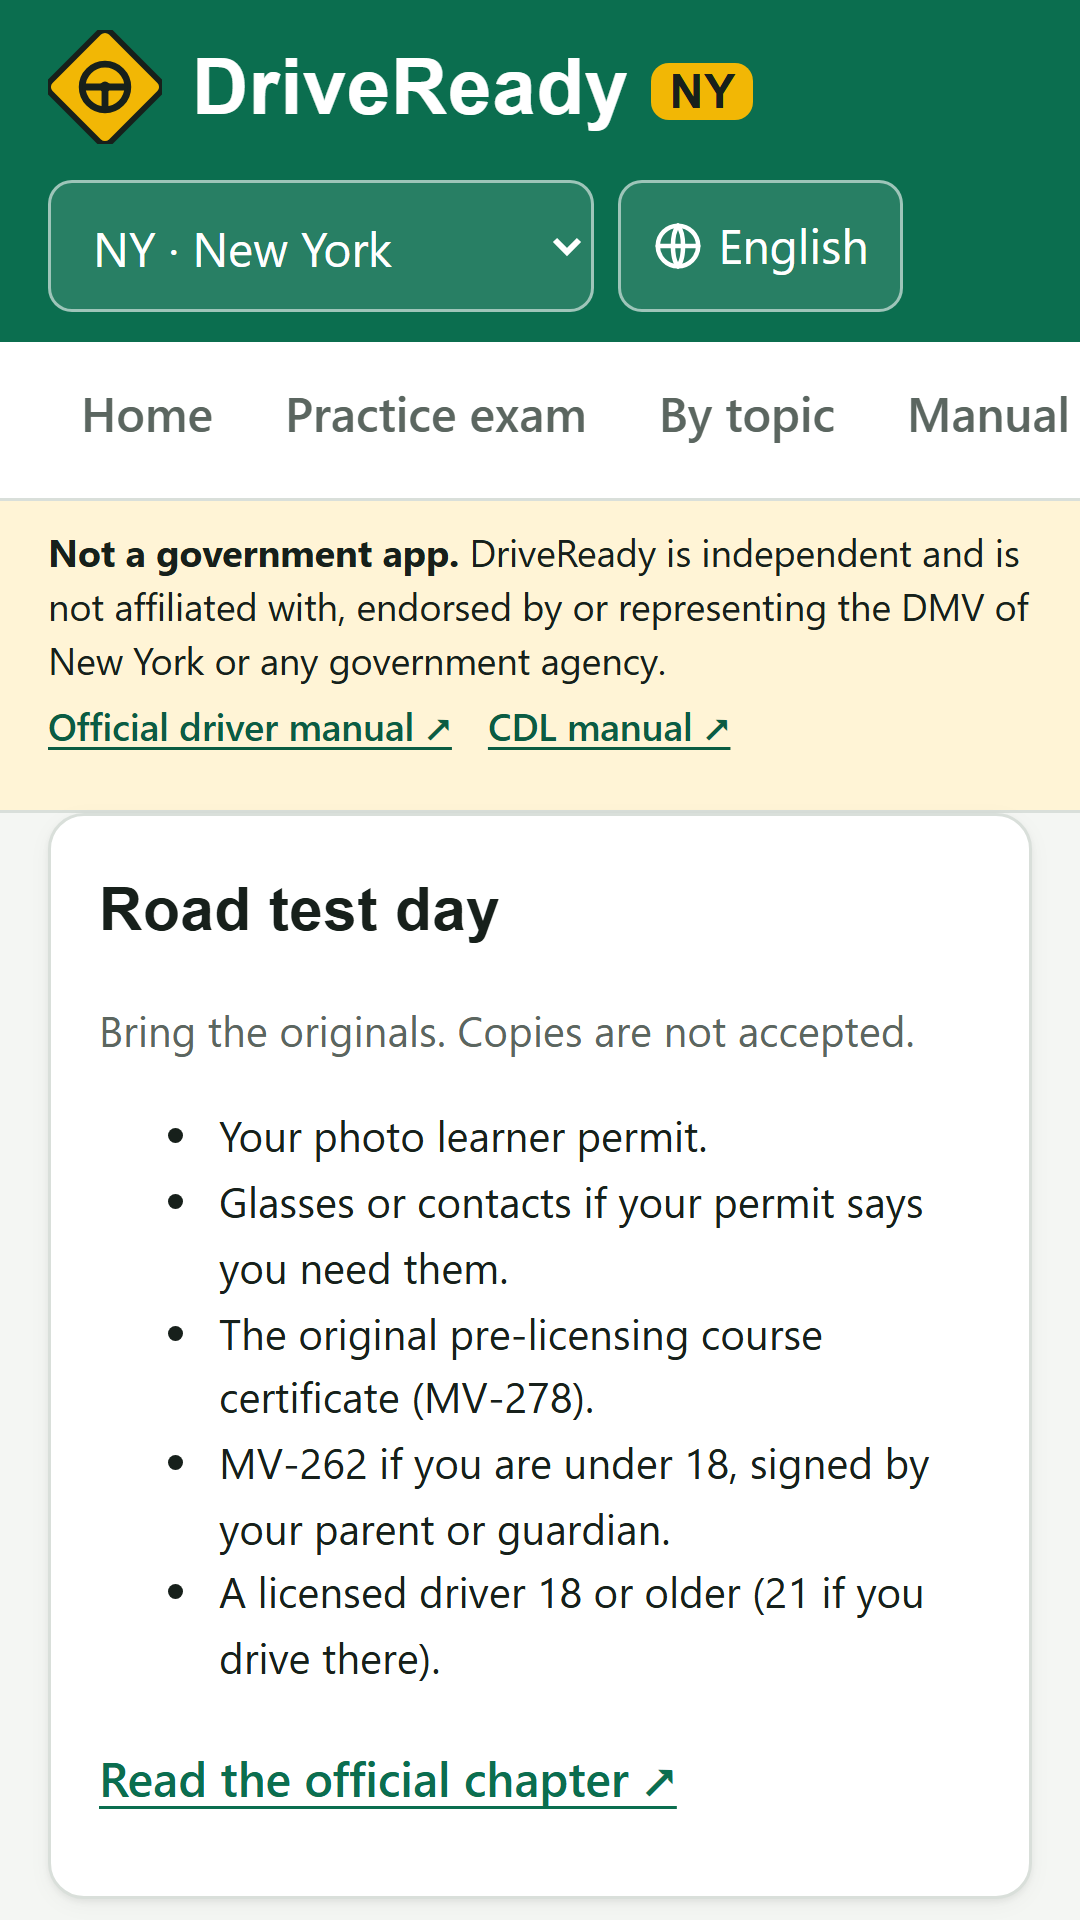 DriveReady NY
NY · New York
English
Home Practice exam By topic Manual
Not a government app. DriveReady is independent and is
not affiliated with, endorsed by or representing the DMV of
New York or any government agency.
Official driver manual ↗ CDL manual ↗
Road test day
Bring the originals. Copies are not accepted.
• Your photo learner permit.
• Glasses or contacts if your permit says
you need them.
• The original pre-licensing course
certificate (MV-278).
• MV-262 if you are under 18, signed by
your parent or guardian.
• A licensed driver 18 or older (21 if you
drive there).
Read the official chapter ↗